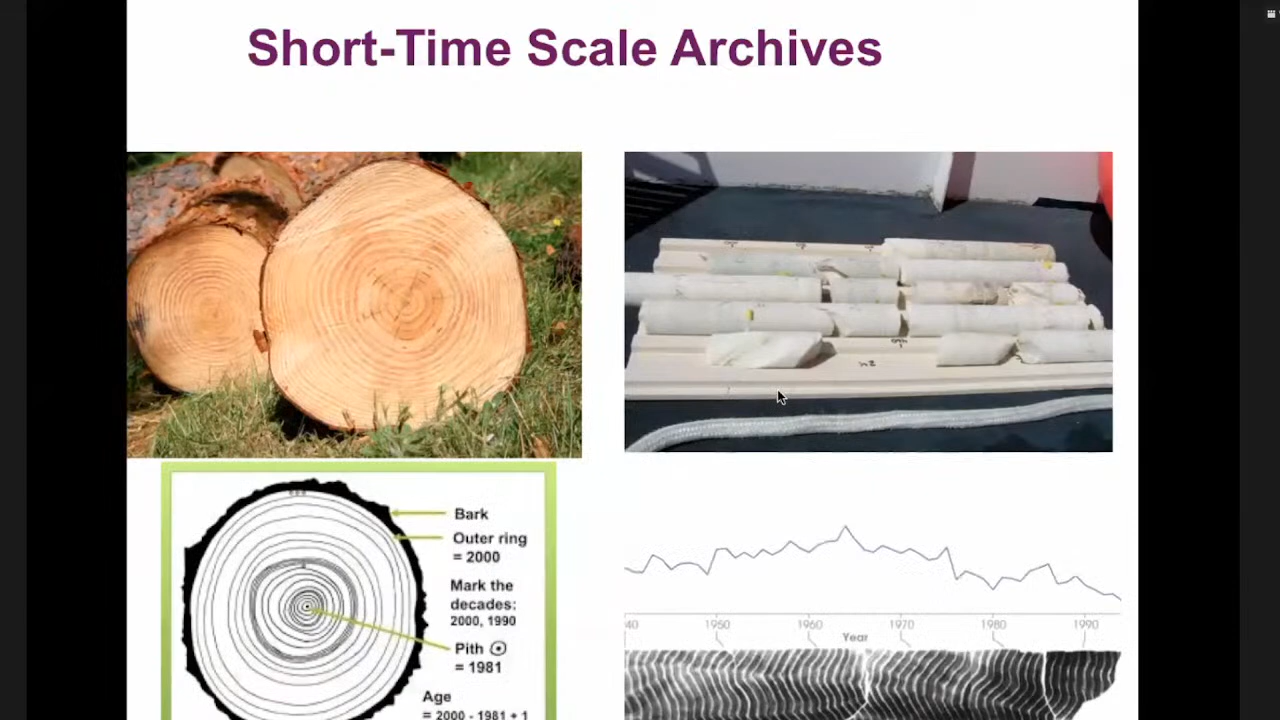 Short-Time Scale Archives
Bark
Outer ring
= 2000
Mark the
decades:
2000, 1990
Pith
= 1981
Age
= 2000 - 1981 + 1
40 1950 1960 1970 1980 1990
Year